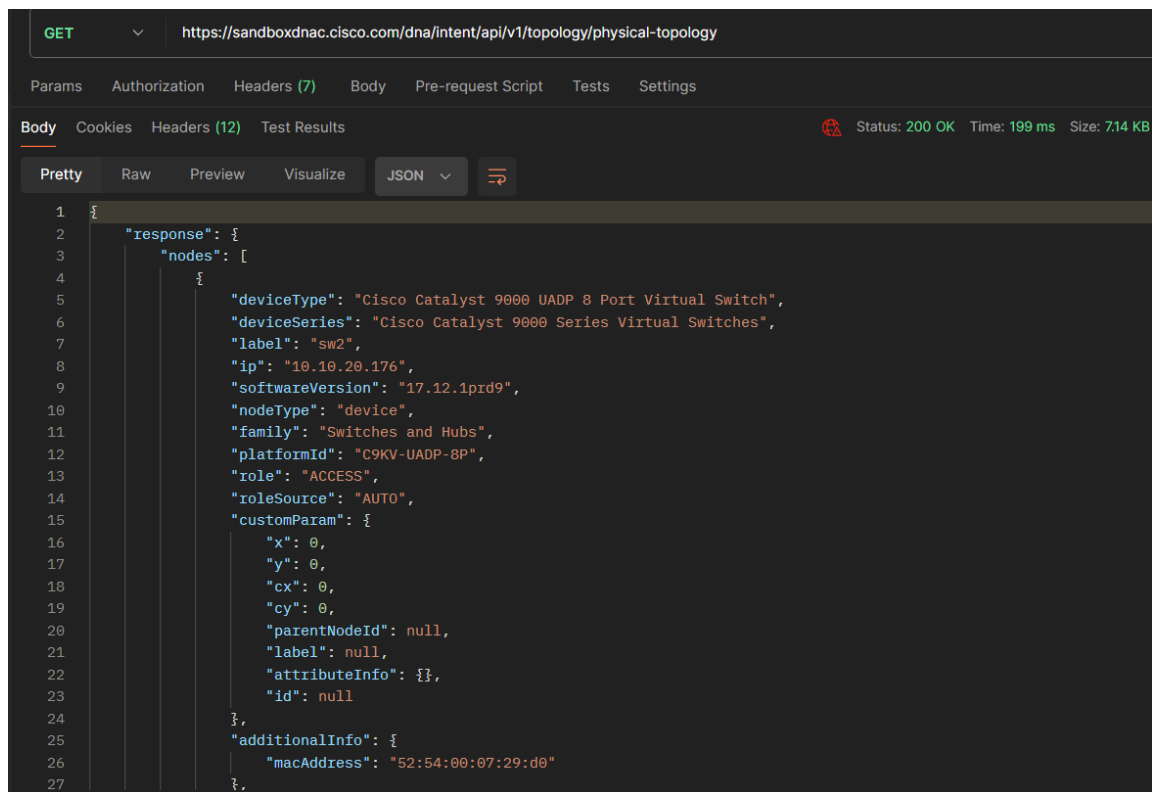 GET https://sandboxdnac.cisco.com/dna/intent/api/v1/topology/physical-topology
Params Authorization Headers (7) Body Pre-request Script Tests Settings
Body Cookies Headers (12) Test Results Status: 200 OK Time: 199 ms Size: 7.14 KB
Pretty Raw Preview Visualize JSON
1 {
2 "response": {
3 "nodes": [
4 {
5 "deviceType": "Cisco Catalyst 9000 UADP 8 Port Virtual Switch",
6 "deviceSeries": "Cisco Catalyst 9000 Series Virtual Switches",
7 "label": "sw2",
8 "ip": "10.10.20.176",
9 "softwareVersion": "17.12.1prd9",
10 "nodeType": "device",
11 "family": "Switches and Hubs",
12 "platformId": "C9KV-UADP-8P",
13 "role": "ACCESS",
14 "roleSource": "AUTO",
15 "customParam": {
16 "x": 0,
17 "y": 0,
18 "cx": 0,
19 "cy": 0,
20 "parentNodeId": null,
21 "label": null,
22 "attributeInfo": {},
23 "id": null
24 },
25 "additionalInfo": {
26 "macAddress": "52:54:00:07:29:d0"
27 },